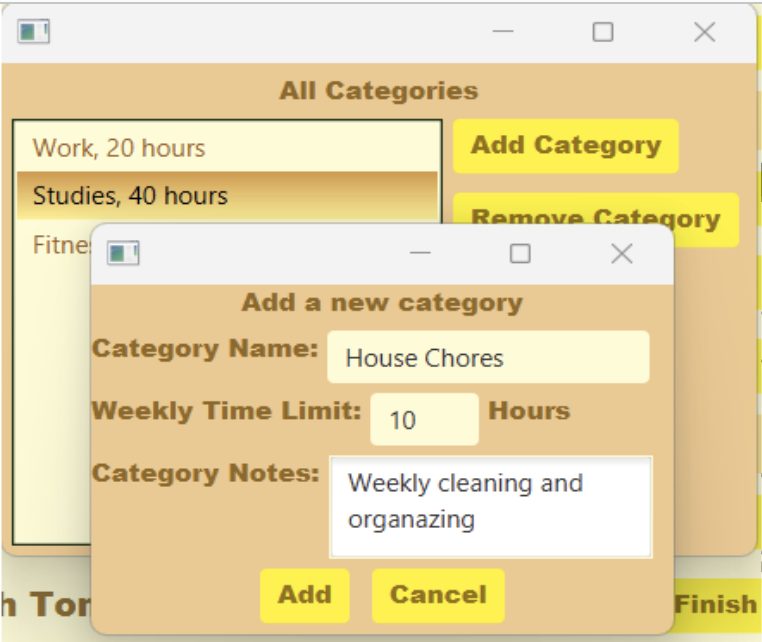 All Categories
Work, 20 hours
Add Category
Studies, 40 hours
Remove Category
Add a new category
Category Name: House Chores
Weekly Time Limit: 10 Hours
Category Notes: Weekly cleaning and
organazing
Add Cancel
Finish